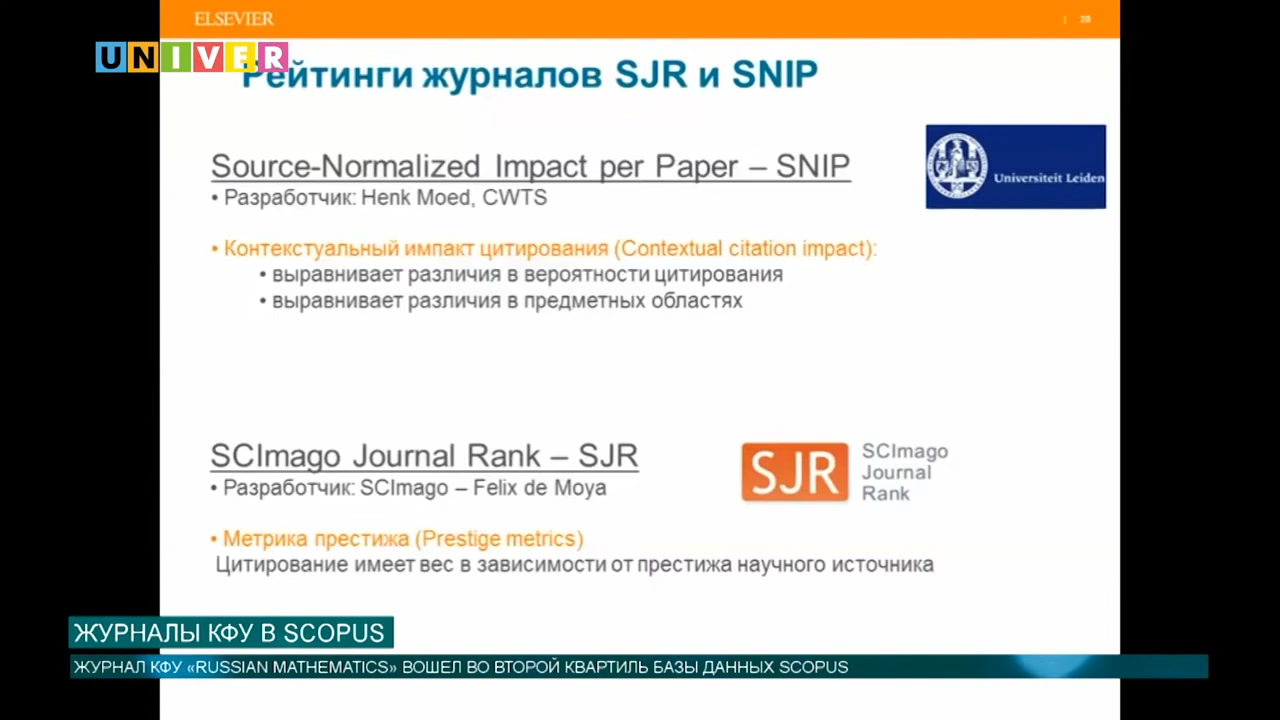 ELSEVIER
| 28
UNIVER
Рейтинги журналов SJR и SNIP
Source-Normalized Impact per Paper – SNIP
• Разработчик: Henk Moed, CWTS
Universiteit Leiden
• Контекстуальный импакт цитирования (Contextual citation impact):
• выравнивает различия в вероятности цитирования
• выравнивает различия в предметных областях
SCImago Journal Rank – SJR
• Разработчик: SCImago – Felix de Moya
SJR
SCImago
Journal
Rank
• Метрика престижа (Prestige metrics)
Цитирование имеет вес в зависимости от престижа научного источника
ЖУРНАЛЫ КФУ В SCOPUS
ЖУРНАЛ КФУ «RUSSIAN MATHEMATICS» ВОШЕЛ ВО ВТОРОЙ КВАРТИЛЬ БАЗЫ ДАННЫХ SCOPUS